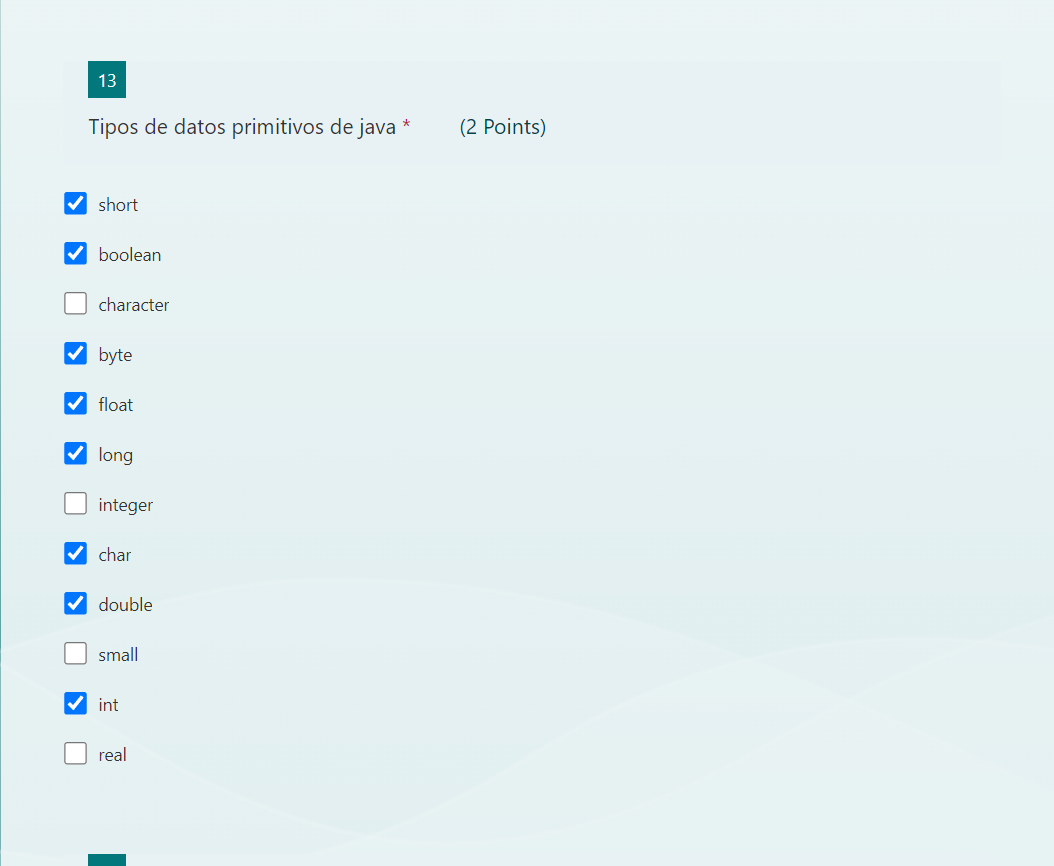 13
Tipos de datos primitivos de java * (2 Points)
short
boolean
character
byte
float
long
integer
char
double
small
int
real